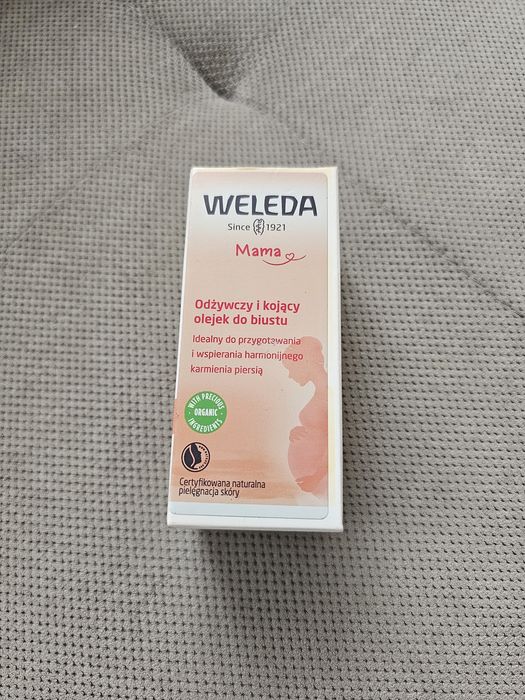 WELEDA
Since 1921
Mama
Odżywczy i kojący
olejek do biustu
Idealny do przygotowania
i wspierania harmonijnego
karmienia piersią
WITH PRECIOUS
ORGANIC
INGREDIENTS
Certyfikowana naturalna
pielęgnacja skóry